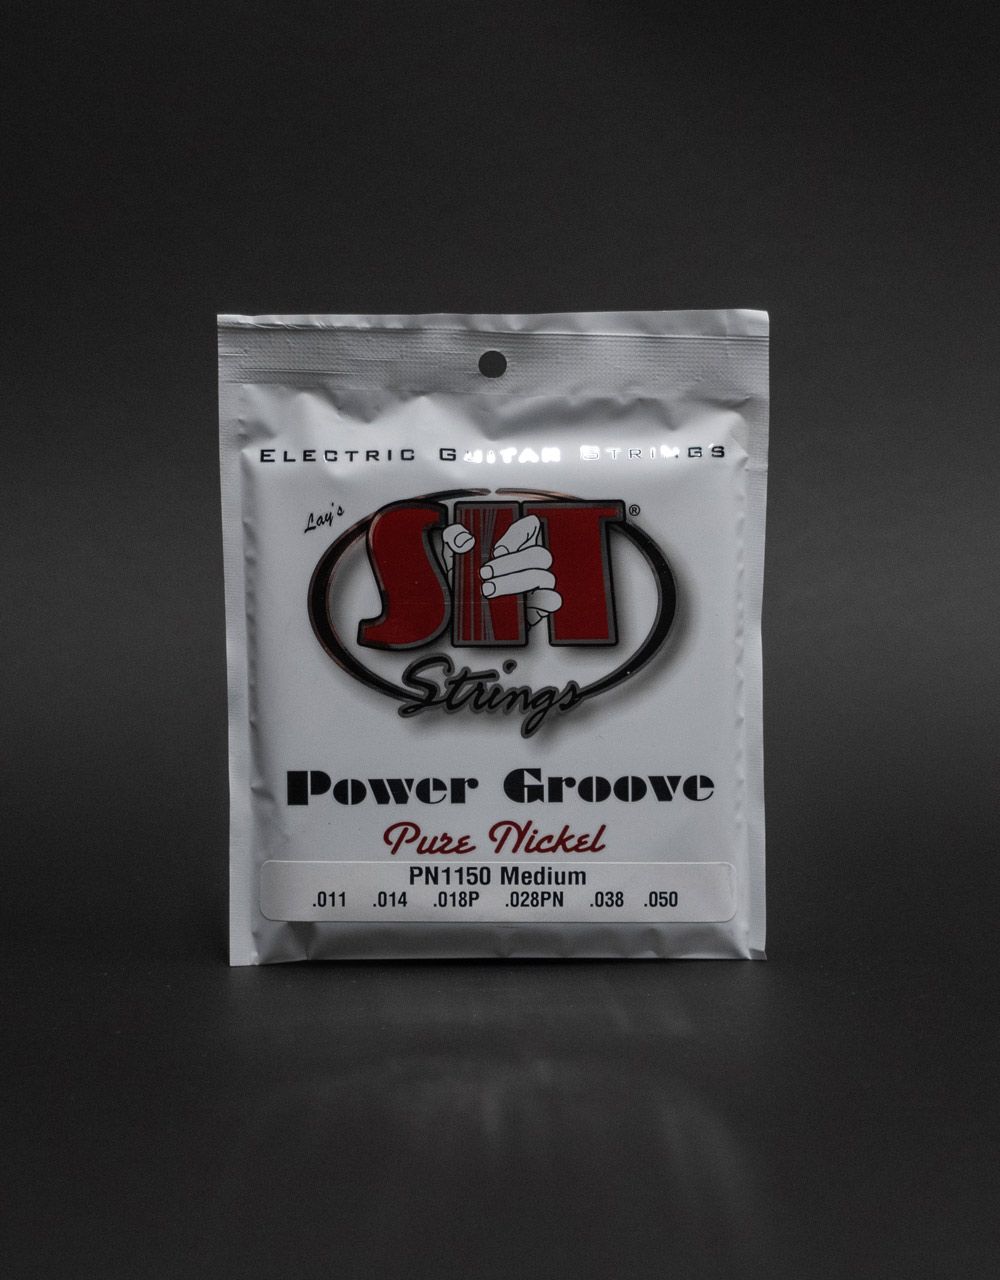 ELECTRIC GUITAR STRINGS
Lay's
SIT®
Strings
Power Groove
Pure Nickel
PN1150 Medium
.011 .014 .018P .028PN .038 .050